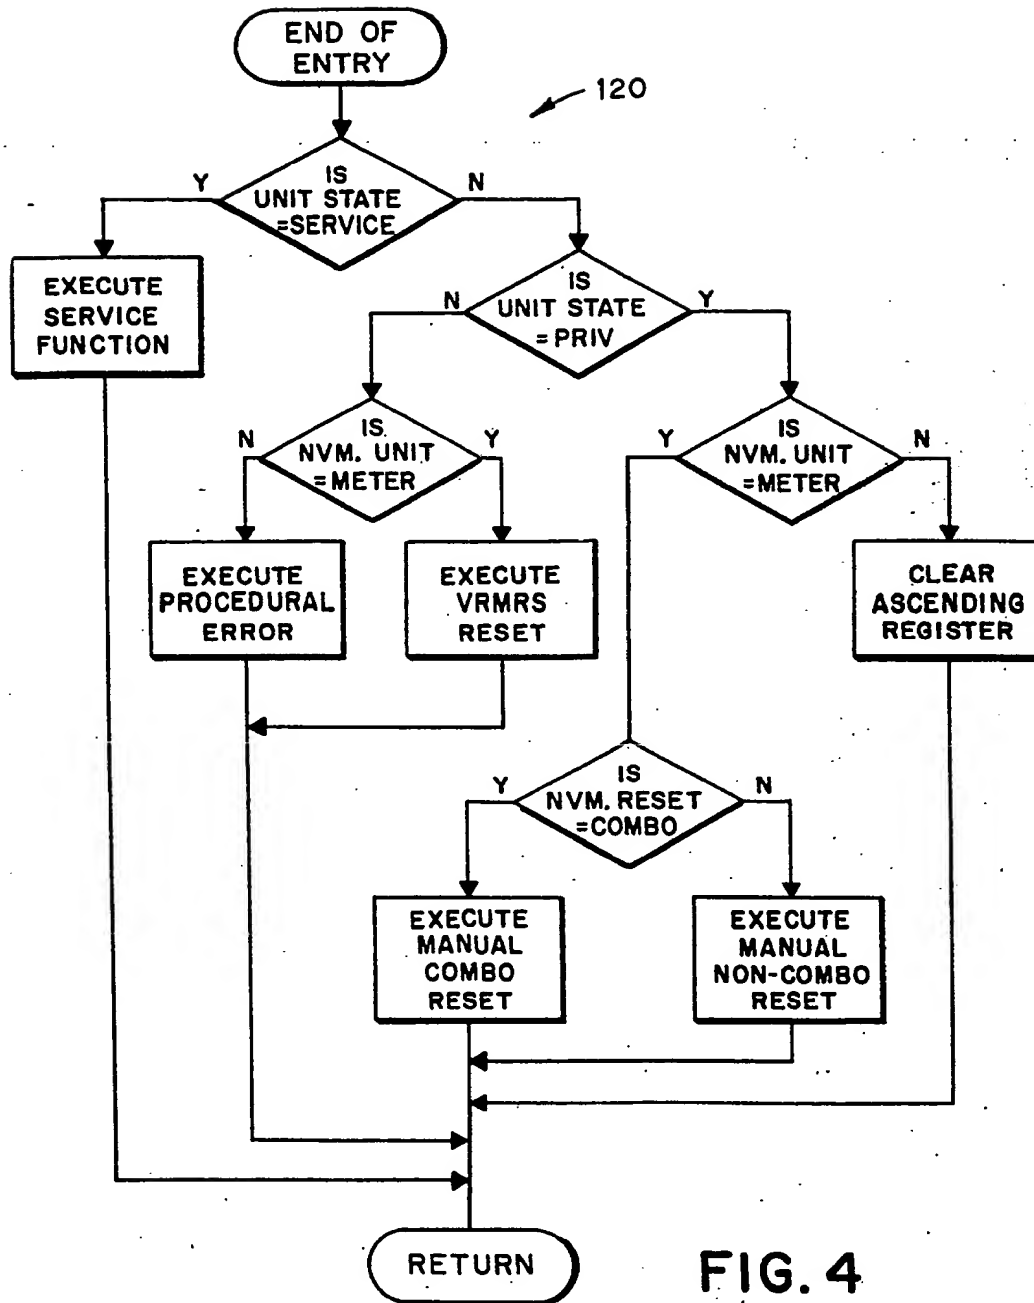 END OF
ENTRY
120
IS
UNIT STATE
=SERVICE
Y
N
EXECUTE
SERVICE
FUNCTION
IS
UNIT STATE
=PRIV
N
Y
IS
NVM. UNIT
=METER
N
Y
IS
NVM. UNIT
=METER
Y
N
EXECUTE
PROCEDURAL
ERROR
EXECUTE
VRMRS
RESET
CLEAR
ASCENDING
REGISTER
IS
NVM. RESET
=COMBO
Y
N
EXECUTE
MANUAL
COMBO
RESET
EXECUTE
MANUAL
NON-COMBO
RESET
RETURN
FIG. 4